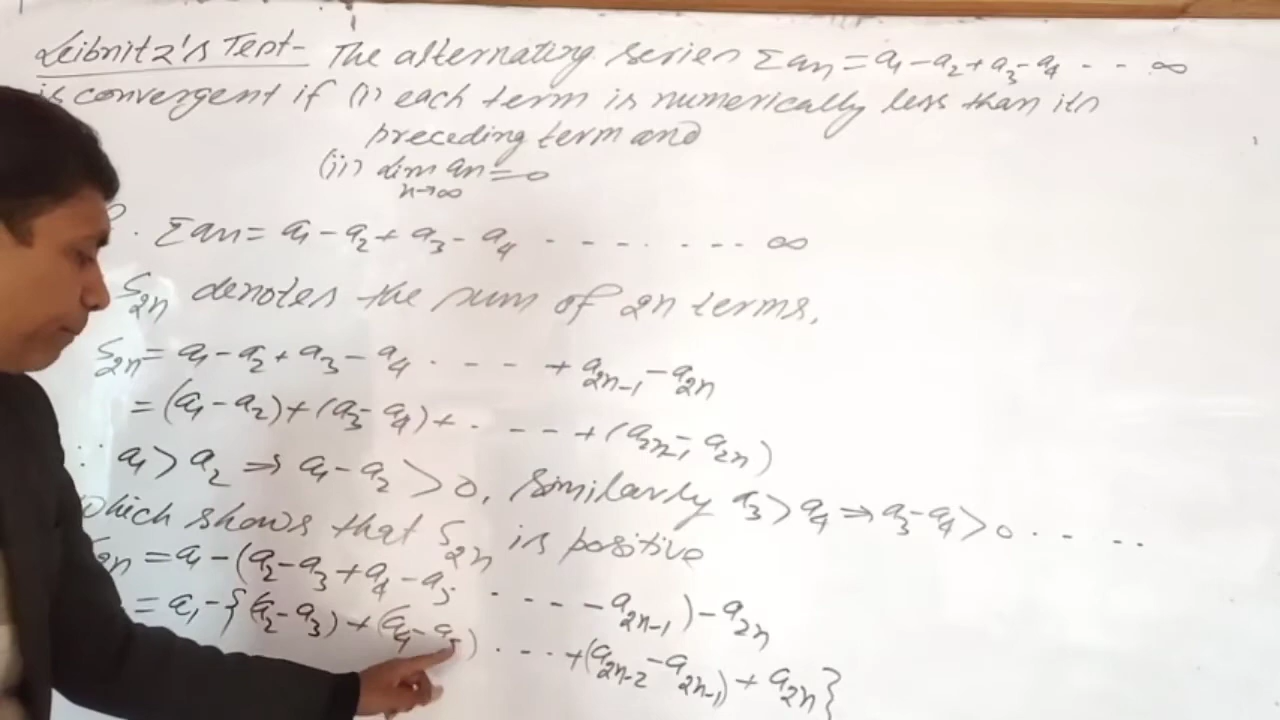 Leibnitz's Test- The alternating series Σan = a₁ - a₂ + a₃ - a₄ - - ∞
is convergent if (i) each term is numerically less than its
preceding term and
(ii) lim an = 0
n→∞
Σan = a₁ - a₂ + a₃ - a₄ - - - - - - - ∞
S₂n denotes the sum of 2n terms,
S₂n = a₁ - a₂ + a₃ - a₄ - - - - + a₂n-₁ - a₂n
= (a₁ - a₂) + (a₃ - a₄) + - - - - + (a₂n-₁ - a₂n)
∵ a₁ > a₂ ⇒ a₁ - a₂ > 0, Similarly a₃ > a₄ ⇒ a₃ - a₄ > 0 - - - -
which shows that S₂n is positive
S₂n = a₁ - (a₂ - a₃ + a₄ - a₅ - - - - - a₂n-₁) - a₂n
= a₁ - {(a₂ - a₃) + (a₄ - a₅) - - - - + (a₂n-₂ - a₂n-₁) + a₂n}